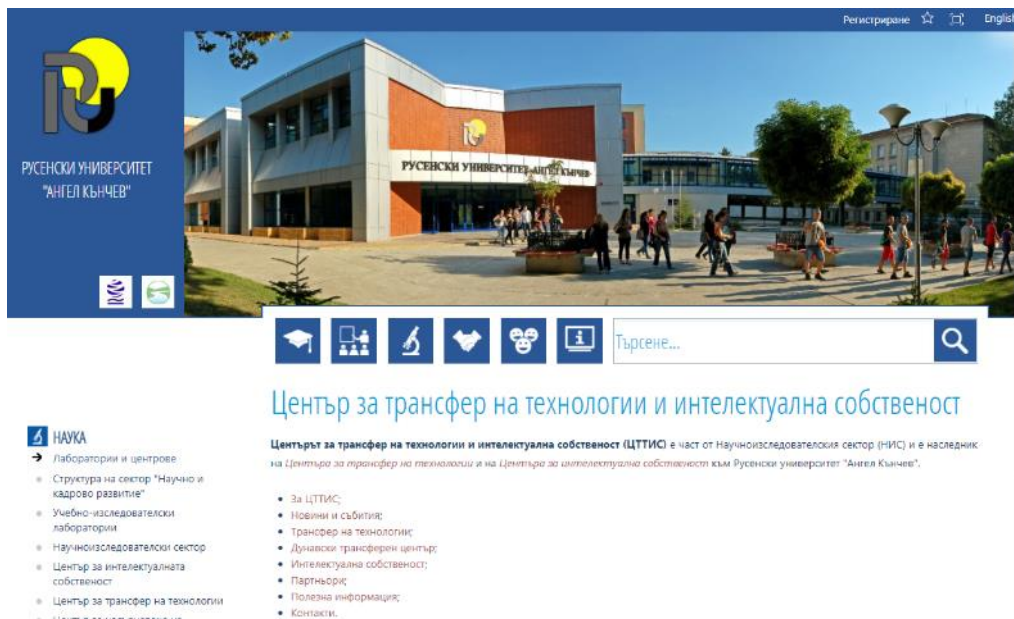 Регистриране
English
РУСЕНСКИ УНИВЕРСИТЕТ
"АНГЕЛ КЪНЧЕВ"
РУСЕНСКИ УНИВЕРСИТЕТ "АНГЕЛ КЪНЧЕВ"
Търсене...
Център за трансфер на технологии и интелектуална собственост
Центърът за трансфер на технологии и интелектуална собственост (ЦТТИС) е част от Научноизследователския сектор (НИС) и е наследник
на Центъра за трансфер на технологии и на Центъра за интелектуална собственост към Русенски университет "Ангел Кънчев".
НАУКА
Лаборатории и центрове
Структура на сектор "Научно и
кадрово развитие"
Учебно-изследователски
лаборатории
Научноизследователски сектор
Център за интелектуалната
собственост
Център за трансфер на технологии
• За ЦТТИС;
• Новини и събития;
• Трансфер на технологии;
• Дунавски трансферен център;
• Интелектуална собственост;
• Партньори;
• Полезна информация;
• Контакти.